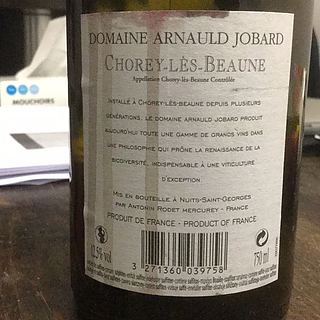 MOUCHOIRS
DOMAINE ARNAULD JOBARD
CHOREY-LÈS-BEAUNE
Appellation Chorey-lès-Beaune Contrôlée
INSTALLÉ À CHOREY-LÈS-BEAUNE DEPUIS PLUSIEURS
GÉNÉRATIONS, LE DOMAINE ARNAULD JOBARD PRODUIT
AUJOURD'HUI TOUTE UNE GAMME DE GRANDS VINS DANS
UNE PHILOSOPHIE QUI PRÔNE LA RENAISSANCE DE LA
BIODIVERSITÉ, INDISPENSABLE À UNE VITICULTURE
D'EXCEPTION.
MIS EN BOUTEILLE À NUITS-SAINT-GEORGES
PAR ANTONIN RODET MERCUREY - FRANCE
PRODUIT DE FRANCE - PRODUCT OF FRANCE
12,5% vol
750 ml
3 271360 039758